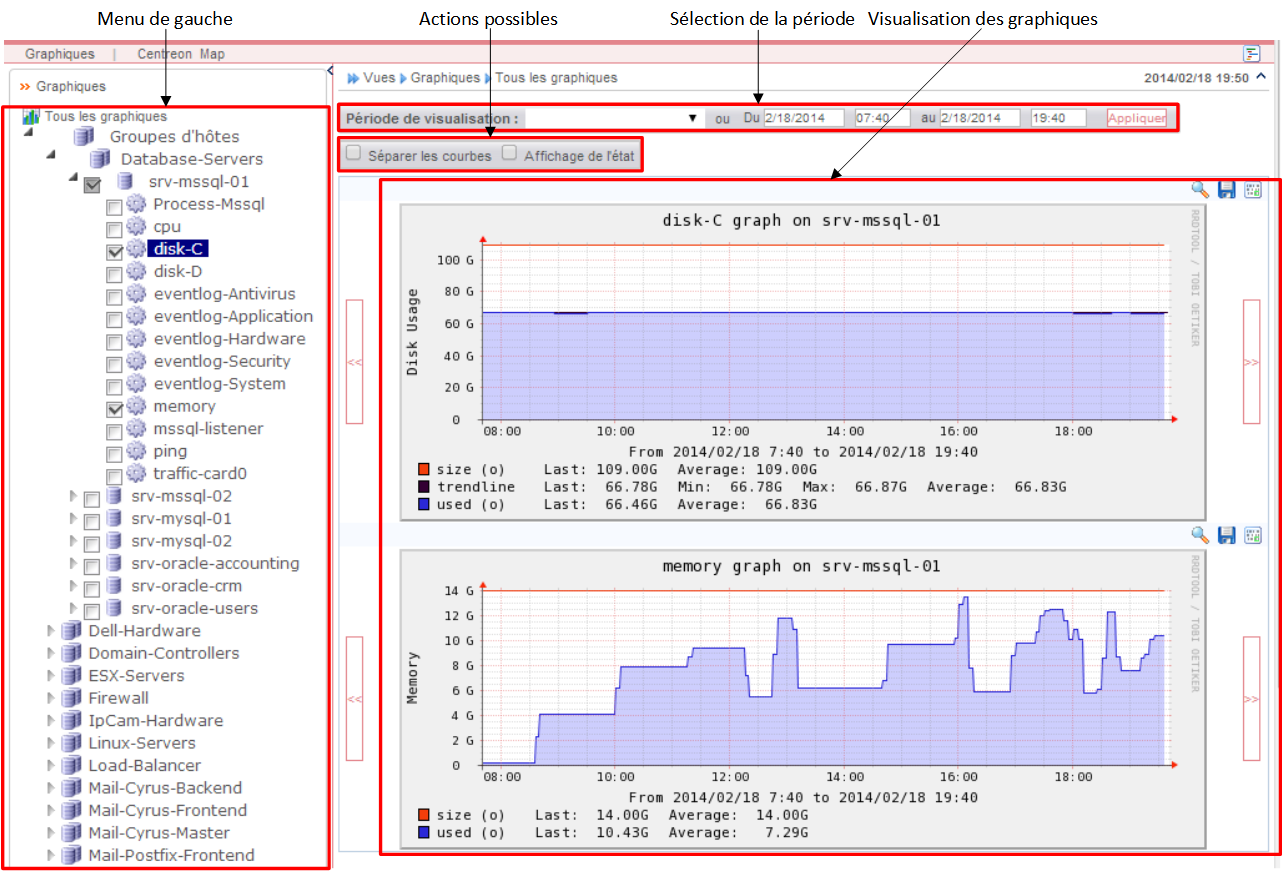 Menu de gauche
Actions possibles
Sélection de la période
Visualisation des graphiques
Graphiques | Centreon Map
Graphiques
Tous les graphiques
Groupes d'hôtes
Database-Servers
srv-mssql-01
Process-Mssql
cpu
disk-C
disk-D
eventlog-Antivirus
eventlog-Application
eventlog-Hardware
eventlog-Security
eventlog-System
memory
mssql-listener
ping
traffic-card0
srv-mssql-02
srv-mysql-01
srv-mysql-02
srv-oracle-accounting
srv-oracle-crm
srv-oracle-users
Dell-Hardware
Domain-Controllers
ESX-Servers
Firewall
IpCam-Hardware
Linux-Servers
Load-Balancer
Mail-Cyrus-Backend
Mail-Cyrus-Frontend
Mail-Cyrus-Master
Mail-Postfix-Frontend
Vues Graphiques Tous les graphiques
2014/02/18 19:50
Période de visualisation : ou Du 2/18/2014 07:40 au 2/18/2014 19:40 Appliquer
Séparer les courbes Affichage de l'état
disk-C graph on srv-mssql-01
RRDTOOL / TOBI OETIKER
Disk Usage
100 G
80 G
60 G
40 G
20 G
0
08:00 10:00 12:00 14:00 16:00 18:00
From 2014/02/18 7:40 to 2014/02/18 19:40
size (o) Last: 109.00G Average: 109.00G
trendline Last: 66.78G Min: 66.78G Max: 66.87G Average: 66.83G
used (o) Last: 66.46G Average: 66.83G
<<
>>
memory graph on srv-mssql-01
RRDTOOL / TOBI OETIKER
Memory
14 G
12 G
10 G
8 G
6 G
4 G
2 G
0
08:00 10:00 12:00 14:00 16:00 18:00
From 2014/02/18 7:40 to 2014/02/18 19:40
size (o) Last: 14.00G Average: 14.00G
used (o) Last: 10.43G Average: 7.29G
<<
>>